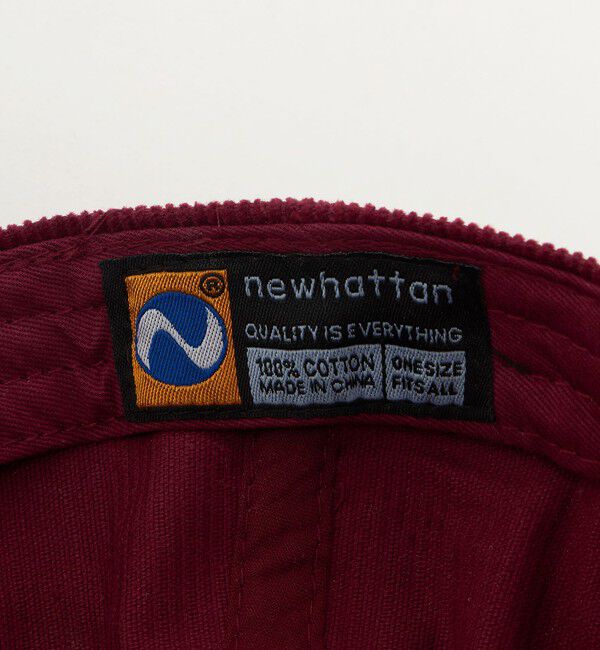 ®
newhattan
QUALITY IS EVERYTHING
100% COTTON
MADE IN CHINA
ONE SIZE
FITS ALL